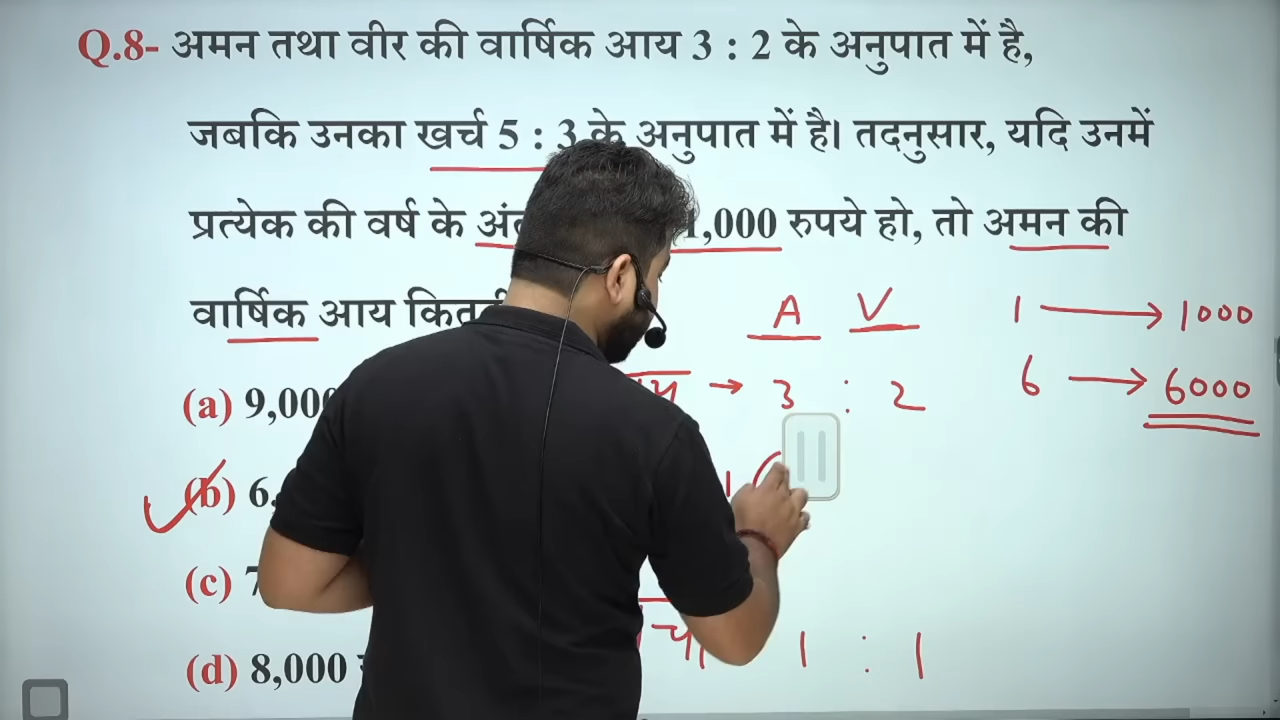 Q.8- अमन तथा वीर की वार्षिक आय 3 : 2 के अनुपात में है,
जबकि उनका खर्च 5 : 3 के अनुपात में है। तदनुसार, यदि उनमें
प्रत्येक की वर्ष के 1,000 रुपये हो, तो अमन की
वार्षिक आय
A V
1 → 1000
(a) 9,000
→ 3 : 2
6 → 6000
(b) 6
(c) 7
1 : 1
(d) 8,000